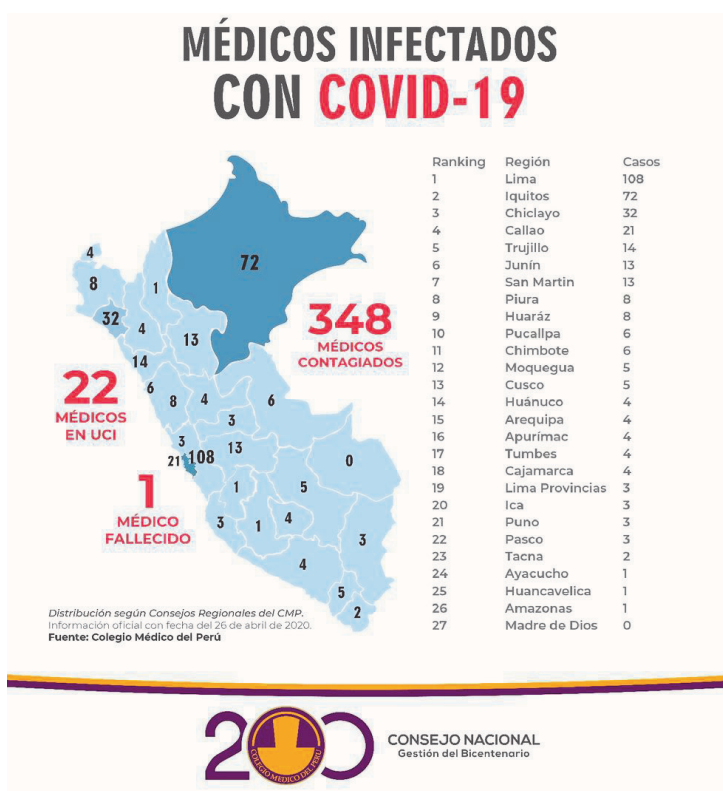 MÉDICOS INFECTADOS
CON COVID-19
Ranking Región Casos
1 Lima 108
2 Iquitos 72
3 Chiclayo 32
4 Callao 21
5 Trujillo 14
6 Junín 13
7 San Martin 13
8 Piura 8
9 Huaráz 8
10 Pucallpa 6
11 Chimbote 6
12 Moquegua 5
13 Cusco 5
14 Huánuco 4
15 Arequipa 4
16 Apurímac 4
17 Tumbes 4
18 Cajamarca 4
19 Lima Provincias 3
20 Ica 3
21 Puno 3
22 Pasco 3
23 Tacna 2
24 Ayacucho 1
25 Huancavelica 1
26 Amazonas 1
27 Madre de Dios 0
4
8
1
72
32
4
13
14
6
8
4
6
3
3
21
108
13
0
1
5
3
1
4
3
4
5
2
348
MÉDICOS
CONTAGIADOS
22
MÉDICOS
EN UCI
1
MÉDICO
FALLECIDO
Distribución según Consejos Regionales del CMP.
Información oficial con fecha del 26 de abril de 2020.
Fuente: Colegio Médico del Perú
200
COLEGIO MEDICO DEL PERU
CONSEJO NACIONAL
Gestión del Bicentenario